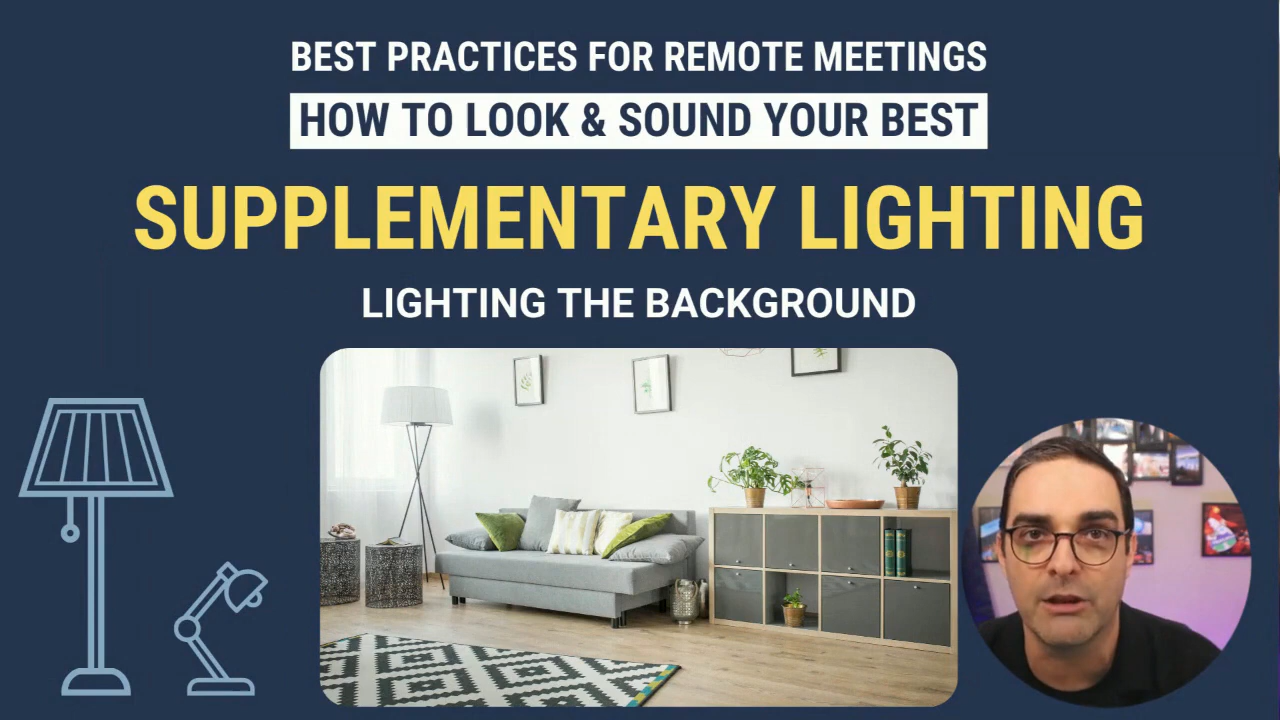 BEST PRACTICES FOR REMOTE MEETINGS
HOW TO LOOK & SOUND YOUR BEST
SUPPLEMENTARY LIGHTING
LIGHTING THE BACKGROUND